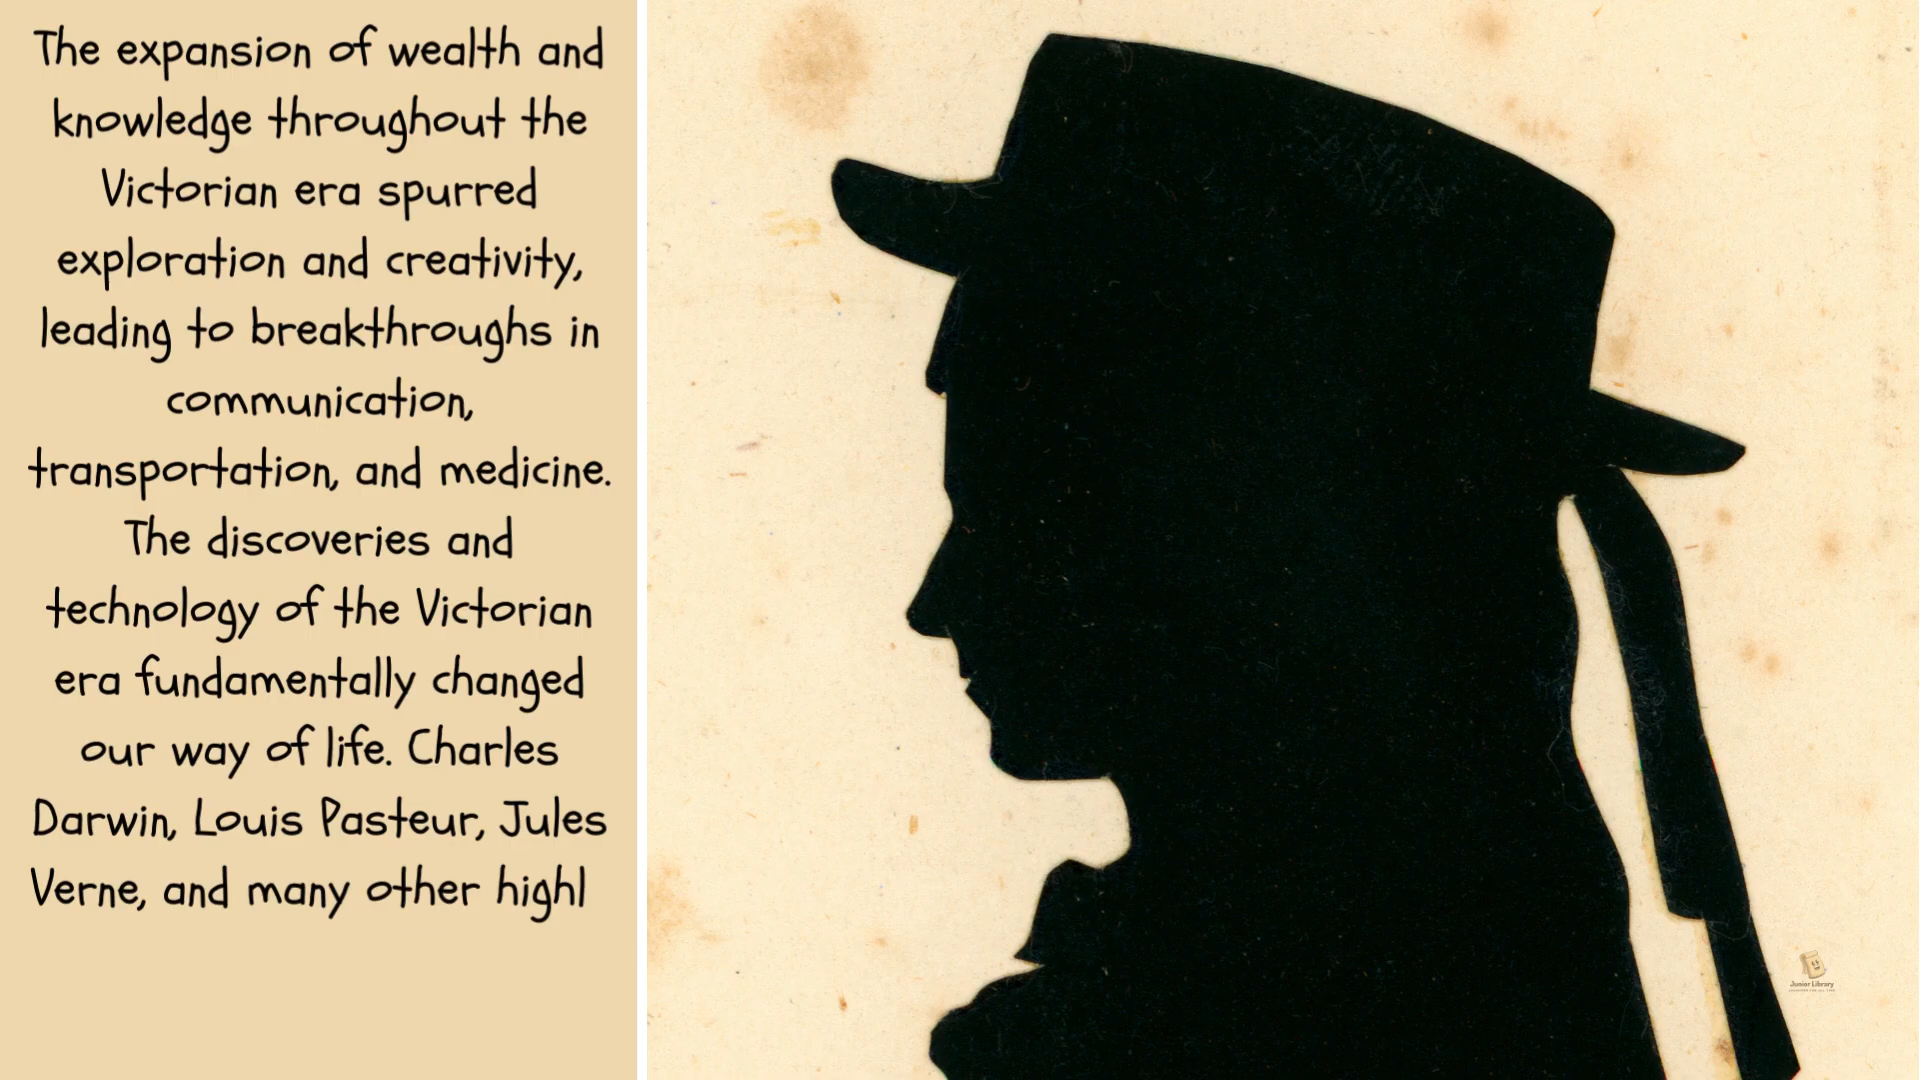 The expansion of wealth and
knowledge throughout the
Victorian era spurred
exploration and creativity,
leading to breakthroughs in
communication,
transportation, and medicine.
The discoveries and
technology of the Victorian
era fundamentally changed
our way of life. Charles
Darwin, Louis Pasteur, Jules
Verne, and many other highl
Junior Library